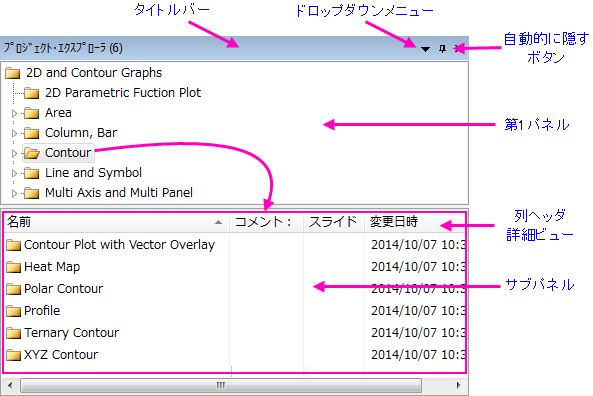 タイトルバー
ドロップダウンメニュー
自動的に隠す
ボタン
プロジェクト・エクスプローラ (6)
2D and Contour Graphs
2D Parametric Fuction Plot
Area
第1パネル
Column, Bar
Contour
Line and Symbol
Multi Axis and Multi Panel
名前 コメント： スライド 変更日時
列ヘッダ
詳細ビュー
Contour Plot with Vector Overlay 2014/10/07 10:3
Heat Map 2014/10/07 10:3
Polar Contour 2014/10/07 10:3
サブパネル
Profile 2014/10/07 10:3
Ternary Contour 2014/10/07 10:3
XYZ Contour 2014/10/07 10:3